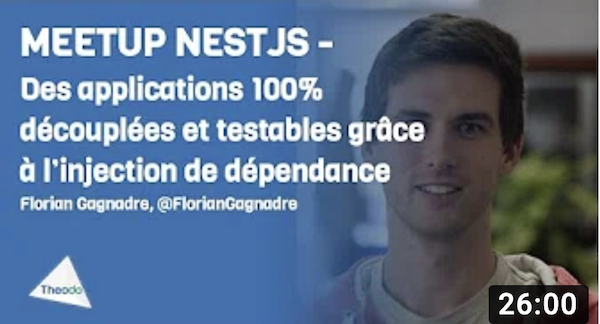 MEETUP NESTJS -
Des applications 100%
découplées et testables grâce
à l'injection de dépendance
Florian Gagnadre, @FlorianGagnadre
Theodo
26:00